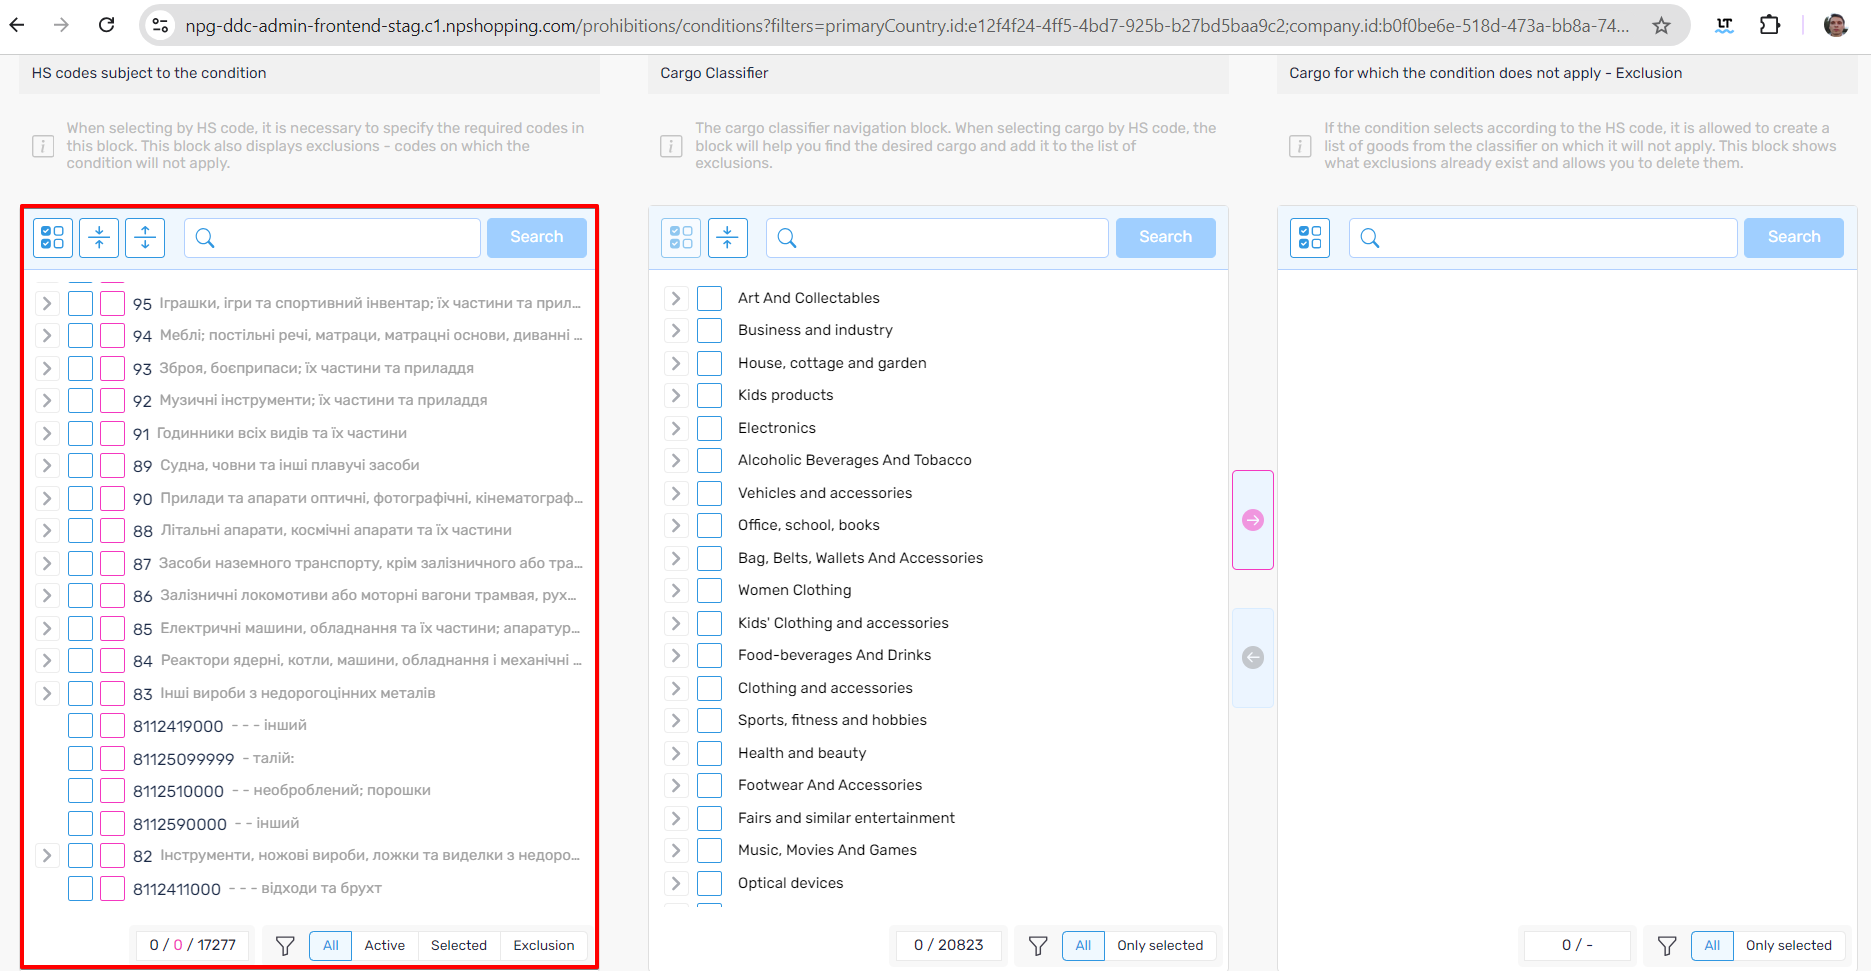 npg-ddc-admin-frontend-stag.c1.npshopping.com/prohibitions/conditions?filters=primaryCountry.id:e12f4f24-4ff5-4bd7-925b-b27bd5baa9c2;company.id:b0f0be6e-518d-473a-bb8a-74...
LT
HS codes subject to the condition
When selecting by HS code, it is necessary to specify the required codes in
this block. This block also displays exclusions - codes on which the
condition will not apply.
Search
95 Іграшки, ігри та спортивний інвентар; їх частини та прил...
94 Меблі; постільні речі, матраци, матрацні основи, диванні ...
93 Зброя, боєприпаси; їх частини та приладдя
92 Музичні інструменти; їх частини та приладдя
91 Годинники всіх видів та їх частини
89 Судна, човни та інші плавучі засоби
90 Прилади та апарати оптичні, фотографічні, кінематограф...
88 Літальні апарати, космічні апарати та їх частини
87 Засоби наземного транспорту, крім залізничного або тра...
86 Залізничні локомотиви або моторні вагони трамвая, рух...
85 Електричні машини, обладнання та їх частини; апаратур...
84 Реактори ядерні, котли, машини, обладнання і механічні ...
83 Інші вироби з недорогоцінних металів
8112419000 - - - інший
81125099999 - талій:
8112510000 - - необроблений; порошки
8112590000 - - інший
82 Інструменти, ножові вироби, ложки та виделки з недоро...
8112411000 - - - відходи та брухт
0 / 0 / 17277
All Active Selected Exclusion
Cargo Classifier
The cargo classifier navigation block. When selecting cargo by HS code, the
block will help you find the desired cargo and add it to the list of
exclusions.
Search
Art And Collectables
Business and industry
House, cottage and garden
Kids products
Electronics
Alcoholic Beverages And Tobacco
Vehicles and accessories
Office, school, books
Bag, Belts, Wallets And Accessories
Women Clothing
Kids' Clothing and accessories
Food-beverages And Drinks
Clothing and accessories
Sports, fitness and hobbies
Health and beauty
Footwear And Accessories
Fairs and similar entertainment
Music, Movies And Games
Optical devices
0 / 20823
All Only selected
Cargo for which the condition does not apply - Exclusion
If the condition selects according to the HS code, it is allowed to create a
list of goods from the classifier on which it will not apply. This block shows
what exclusions already exist and allows you to delete them.
Search
0 / -
All Only selected